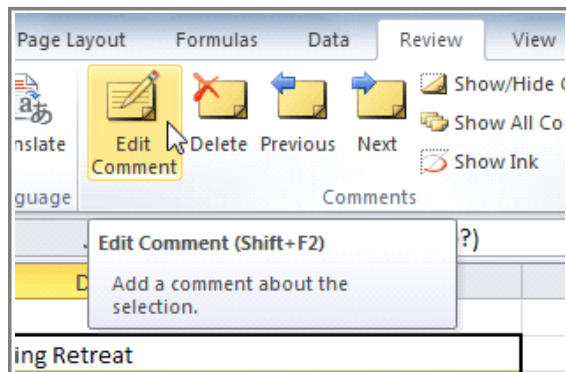 Page Layout Formulas Data Review View
あ
nslate
Edit Comment
Delete
Previous
Next
Show/Hide C
Show All Co
Show Ink
guage
Comments
?)
Edit Comment (Shift+F2)
D
Add a comment about the
selection.
ing Retreat